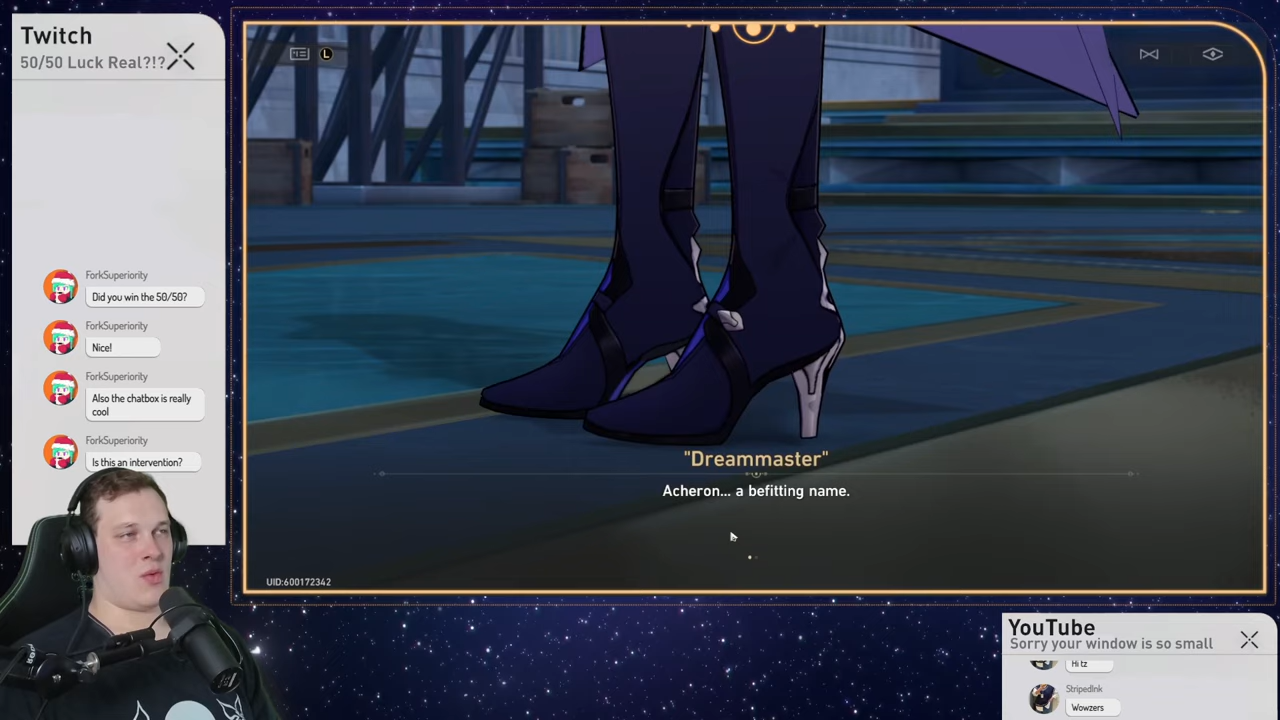 Twitch
50/50 Luck Real?!?
ForkSuperiority
Did you win the 50/50?
ForkSuperiority
Nice!
ForkSuperiority
Also the chatbox is really
cool
ForkSuperiority
Is this an intervention?
L
"Dreammaster"
Acheron... a befitting name.
UID:600172342
YouTube
Sorry your window is so small
Hi tz
StripedInk
Wowzers